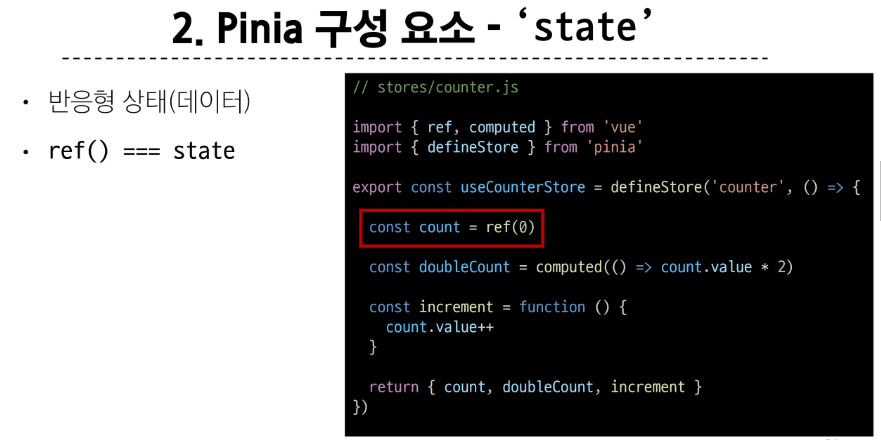 2. Pinia 구성 요소 - ‘state’
• 반응형 상태(데이터)
• ref() === state
// stores/counter.js
import { ref, computed } from 'vue'
import { defineStore } from 'pinia'
export const useCounterStore = defineStore('counter', () => {
const count = ref(0)
const doubleCount = computed(() => count.value * 2)
const increment = function () {
count.value++
}
return { count, doubleCount, increment }
})